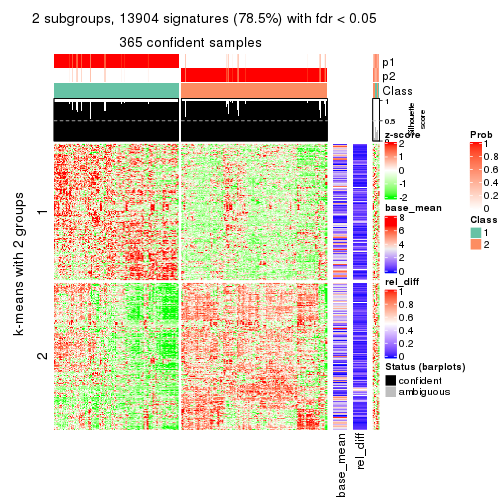 2 subgroups, 13904 signatures (78.5%) with fdr < 0.05
365 confident samples
p1
p2
Class
1
0.5
0
Silhouette
score
k-means with 2 groups
1
2
z-score
2
1
0
-1
-2
base_mean
8
6
4
2
0
rel_diff
1
0.8
0.6
0.4
0.2
0
Status (barplots)
confident
ambiguous
Prob
1
0.8
0.6
0.4
0.2
0
Class
1
2
base_mean
rel_diff